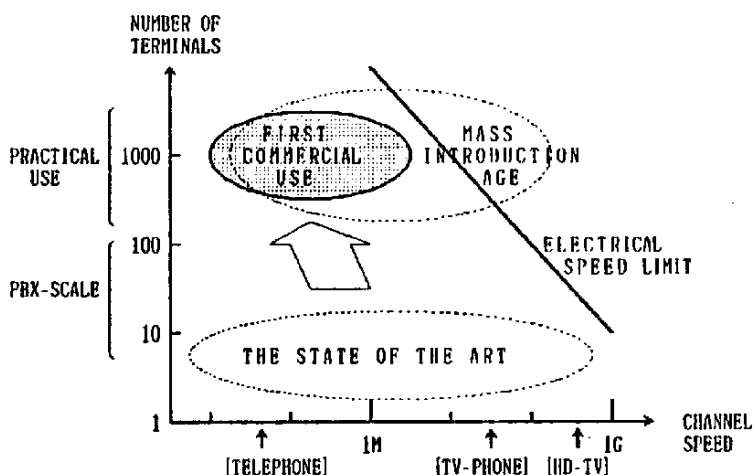 NUMBER OF
TERMINALS
PRACTICAL
USE
1000
FIRST
COMMERCIAL
USE
MASS
INTRODUCTION
AGE
100
ELECTRICAL
SPEED LIMIT
PBX-SCALE
10
THE STATE OF THE ART
1
1M
1G
CHANNEL
SPEED
[TELEPHONE]
[TV-PHONE]
[HD-TV]